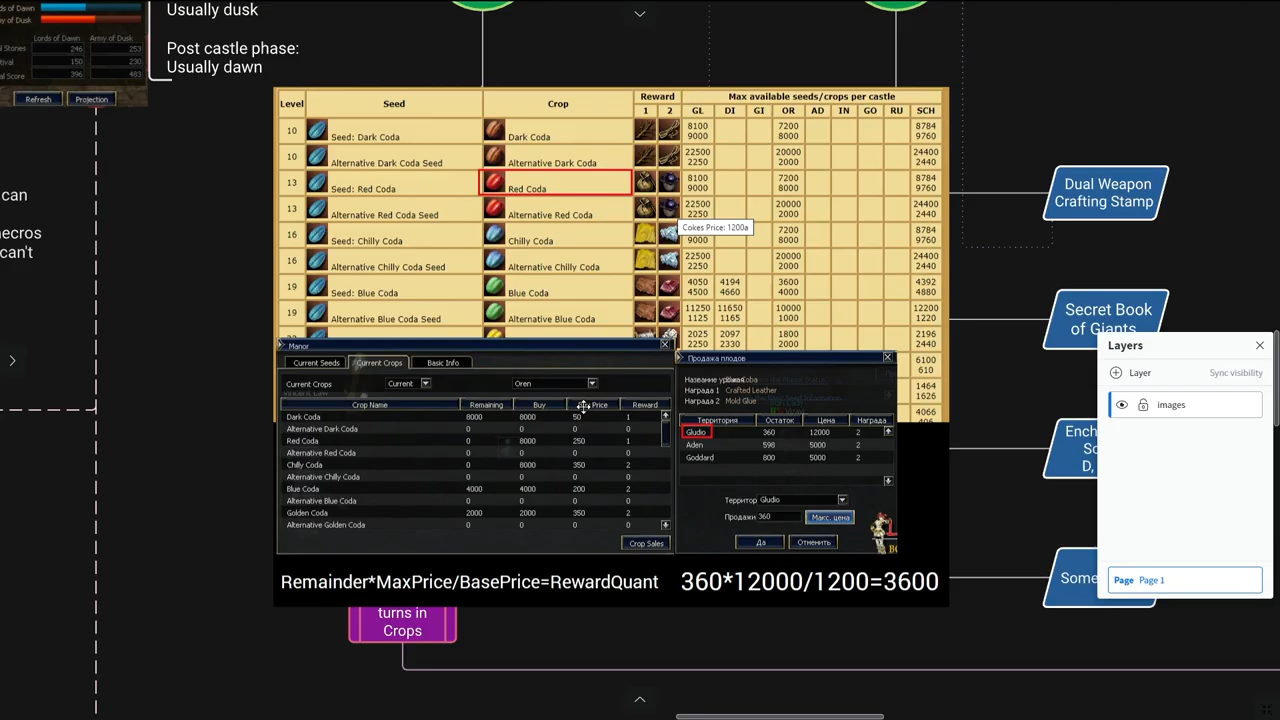 Lords of Dawn
Army of Dusk
Stones 246 253
150 230
Score 396 483
Refresh Projection
Usually dusk
Post castle phase:
Usually dawn
can
necros
can't
Level Seed Crop Reward Max available seeds/crops per castle
1 2 GL DI GI OR AD IN GO RU SCH
10 Seed: Dark Coda Dark Coda 8100 7200 8784
9000 8000 9760
10 Alternative Dark Coda Seed Alternative Dark Coda 22500 20000 24400
2250 2000 2440
13 Seed: Red Coda Red Coda 8100 7200 8784
9000 8000 9760
13 Alternative Red Coda Seed Alternative Red Coda 22500 20000 24400
2250 2000 2440
Cokes Price: 1200a
16 Seed: Chilly Coda Chilly Coda 7200 8784
9000 8000 9760
16 Alternative Chilly Coda Seed Alternative Chilly Coda 22500 20000 24400
2250 2000 2440
19 Seed: Blue Coda Blue Coda 4050 4194 3600 4392
4500 4660 4000 4880
19 Alternative Blue Coda Seed Alternative Blue Coda 11250 11650 10000 12200
1125 1165 1000 1220
2025 2097 1800 2196
2250 2330 2000 2440
6100
610
1464
1626
4066
Manor
Current Seeds Current Crops Basic Info
Current Crops Current Oren
Crop Name Remaining Buy Price Reward
Dark Coda 8000 8000 50 1
Alternative Dark Coda 0 0 0 0
Red Coda 0 8000 250 1
Alternative Red Coda 0 0 0 0
Chilly Coda 0 8000 350 2
Alternative Chilly Coda 0 0 0 0
Blue Coda 4000 4000 200 2
Alternative Blue Coda 0 0 0 0
Golden Coda 2000 2000 350 2
Alternative Golden Coda 0 0 0 0
Crop Sales
Продажа плодов
Название урожая
Награда 1 Crafted Leather
Награда 2 Mold Glue
Территория Остаток Цена Награда
Gludio 360 12000 2
Aden 598 5000 2
Goddard 800 5000 2
Территор Gludio
Продажи 360 Макс. цена
Да Отменить
Remainder*MaxPrice/BasePrice=RewardQuant 360*12000/1200=3600
turns in
Crops
Dual Weapon
Crafting Stamp
Secret Book
of Giants
Ench
Sc
D,
Some
Layers
Layer Sync visibility
images
Page Page 1